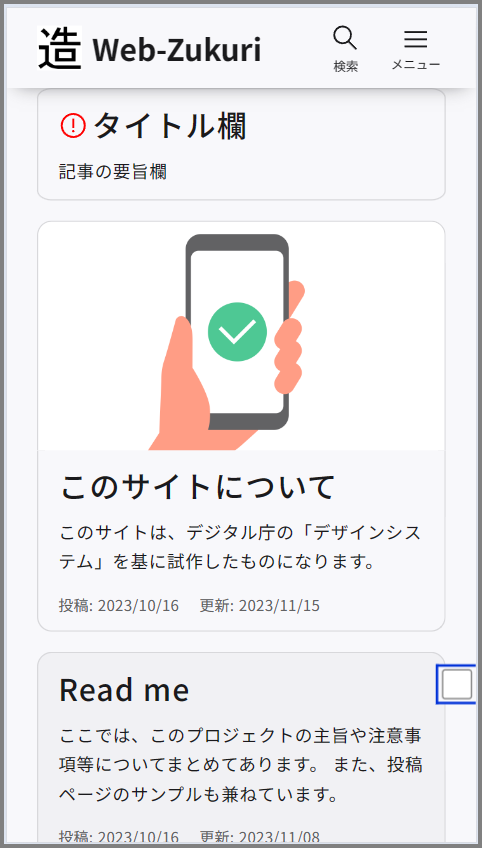 造 Web-Zukuri
検索
メニュー
タイトル欄
記事の要旨欄
このサイトについて
このサイトは、デジタル庁の「デザインシス
テム」を基に試作したものになります。
投稿: 2023/10/16 更新: 2023/11/15
Read me
ここでは、このプロジェクトの主旨や注意事
項等についてまとめてあります。 また、投稿
ページのサンプルも兼ねています。
投稿: 2023/10/16 更新: 2023/11/08